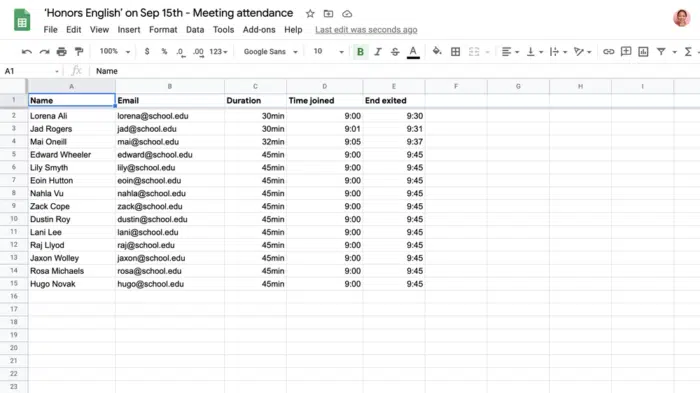 ‘Honors English’ on Sep 15th - Meeting attendance
File Edit View Insert Format Data Tools Add-ons Help Last edit was seconds ago
100% $ % .0 .00 123 Google Sans 10 B I S A Σ
A1 fx Name
A B C D E F G H I
1 Name Email Duration Time joined End exited
2 Lorena Ali lorena@school.edu 30min 9:00 9:30
3 Jad Rogers jad@school.edu 30min 9:01 9:31
4 Mai Oneill mai@school.edu 32min 9:05 9:37
5 Edward Wheeler edward@school.edu 45min 9:00 9:45
6 Lily Smyth lily@school.edu 45min 9:00 9:45
7 Eoin Hutton eoin@school.edu 45min 9:00 9:45
8 Nahla Vu nahla@school.edu 45min 9:00 9:45
9 Zack Cope zack@school.edu 45min 9:00 9:45
10 Dustin Roy dustin@school.edu 45min 9:00 9:45
11 Lani Lee lani@school.edu 45min 9:00 9:45
12 Raj Llyod raj@school.edu 45min 9:00 9:45
13 Jaxon Wolley jaxon@school.edu 45min 9:00 9:45
14 Rosa Michaels rosa@school.edu 45min 9:00 9:45
15 Hugo Novak hugo@school.edu 45min 9:00 9:45
16
17
18
19
20
21
22
23